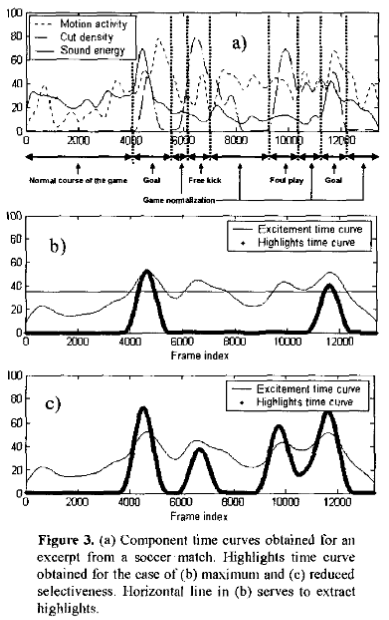 0 2000 4000 6000 8000 10000 12000
100
80
60
40
20
0
Motion activity
Cut density
Sound energy
a)
Normal course of the game
Goal
Free kick
Foul play
Goal
Game normalization
100
80
60
40
20
0
b)
Excitement time curve
Highlights time curve
0 2000 4000 6000 8000 10000 12000
Frame index
100
80
60
40
20
0
c)
Excitement time curve
Highlights time curve
0 2000 4000 6000 8000 10000 12000
Frame index
Figure 3. (a) Component time curves obtained for an
excerpt from a soccer match. Highlights time curve
obtained for the case of (b) maximum and (c) reduced
selectiveness. Horizontal line in (b) serves to extract
highlights.